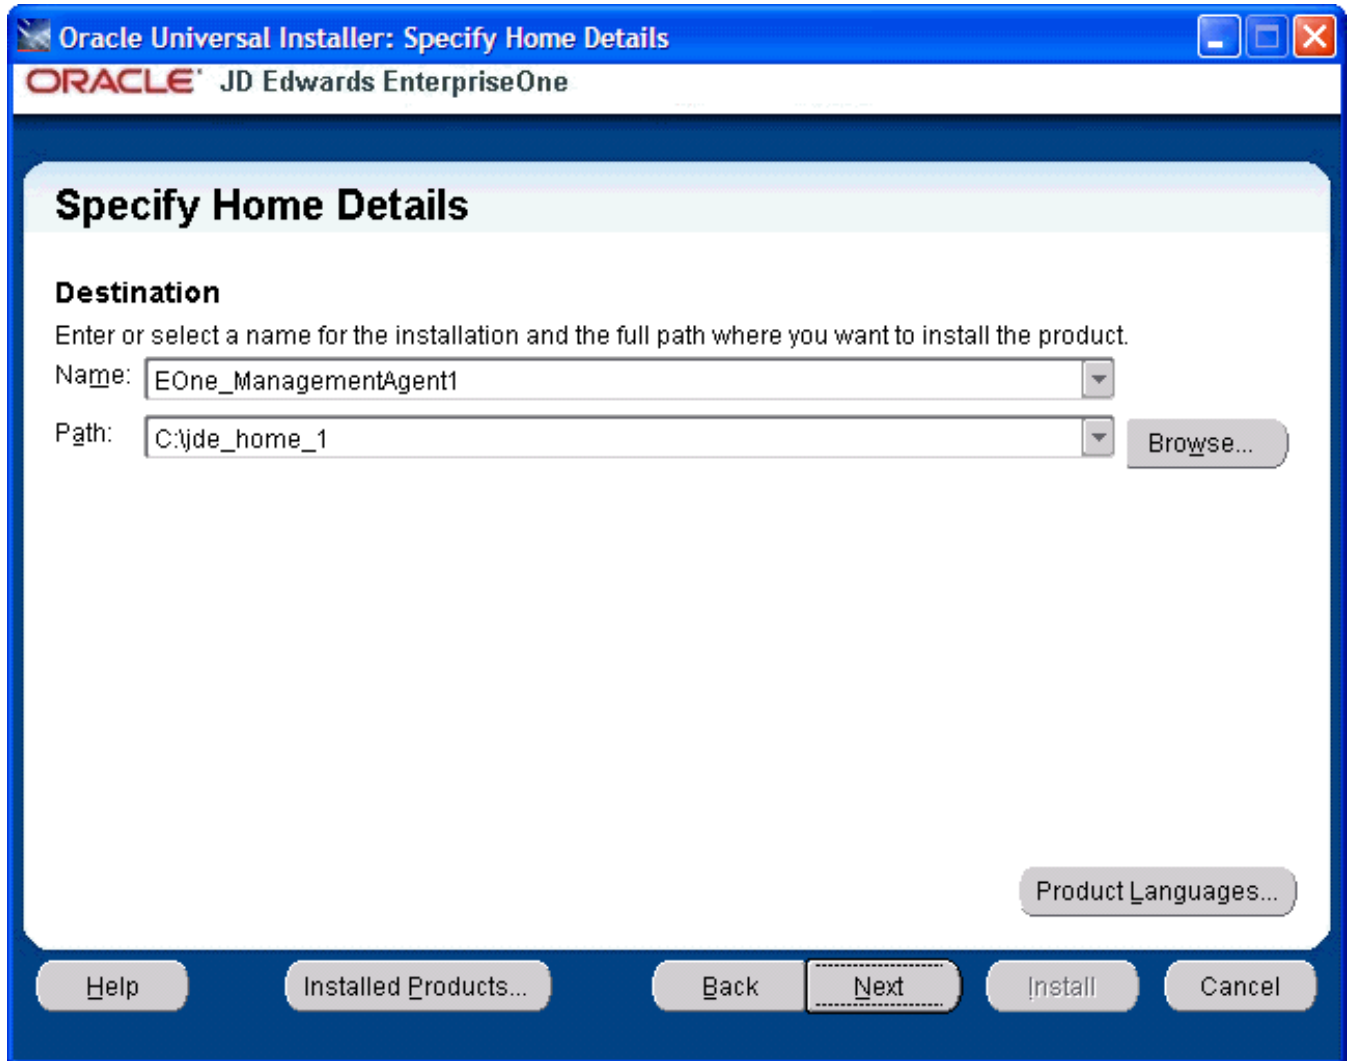 Oracle Universal Installer: Specify Home Details
ORACLE JD Edwards EnterpriseOne
Specify Home Details
Destination
Enter or select a name for the installation and the full path where you want to install the product.
Name: EOne_ManagementAgent1
Path: C:\jde_home_1 Browse...
Product Languages...
Help Installed Products... Back Next Install Cancel